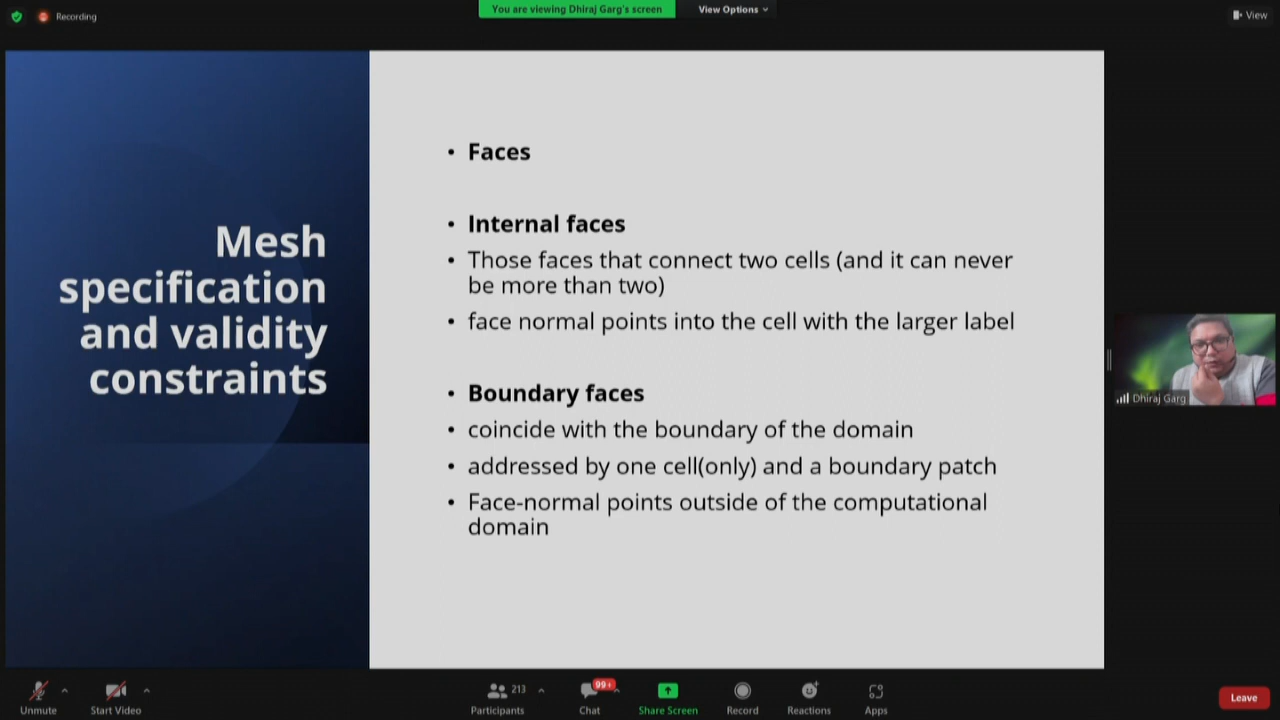 Recording
You are viewing Dhiraj Garg's screen
View Options
View
Mesh
specification
and validity
constraints
• Faces
• Internal faces
• Those faces that connect two cells (and it can never
be more than two)
• face normal points into the cell with the larger label
• Boundary faces
• coincide with the boundary of the domain
• addressed by one cell(only) and a boundary patch
• Face-normal points outside of the computational
domain
Dhiraj Garg
Unmute
Start Video
213
Participants
99+
Chat
Share Screen
Record
Reactions
Apps
Leave